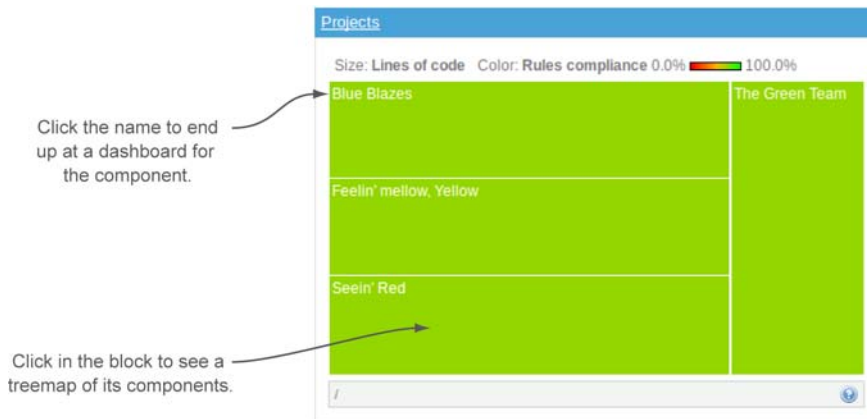 Projects
Size: Lines of code Color: Rules compliance 0.0% 100.0%
Blue Blazes
The Green Team
Click the name to end
up at a dashboard for
the component.
Feelin' mellow, Yellow
Seein' Red
Click in the block to see a
treemap of its components.
/
?